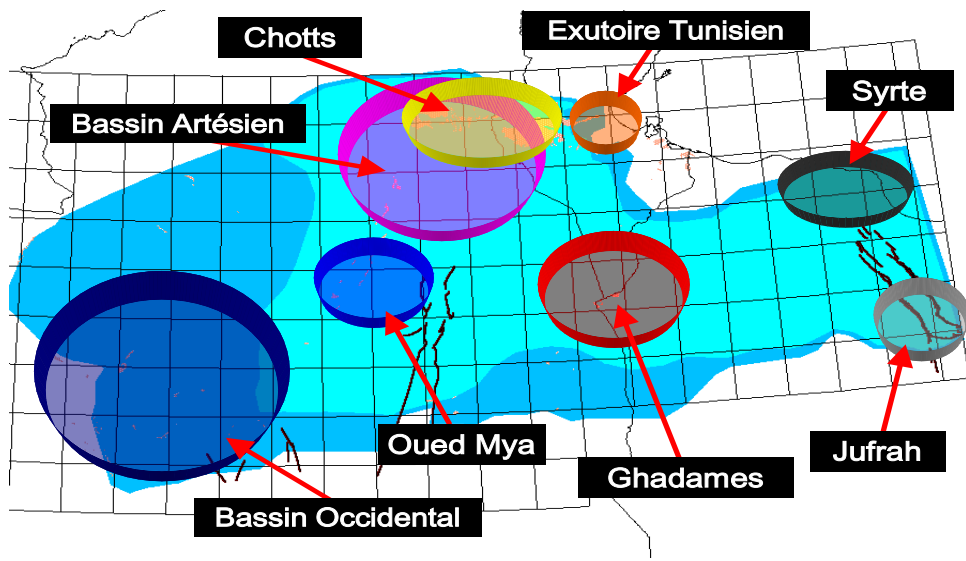 Exutoire Tunisien
Chotts
Syrte
Bassin Artésien
Oued Mya
Jufrah
Ghadames
Bassin Occidental